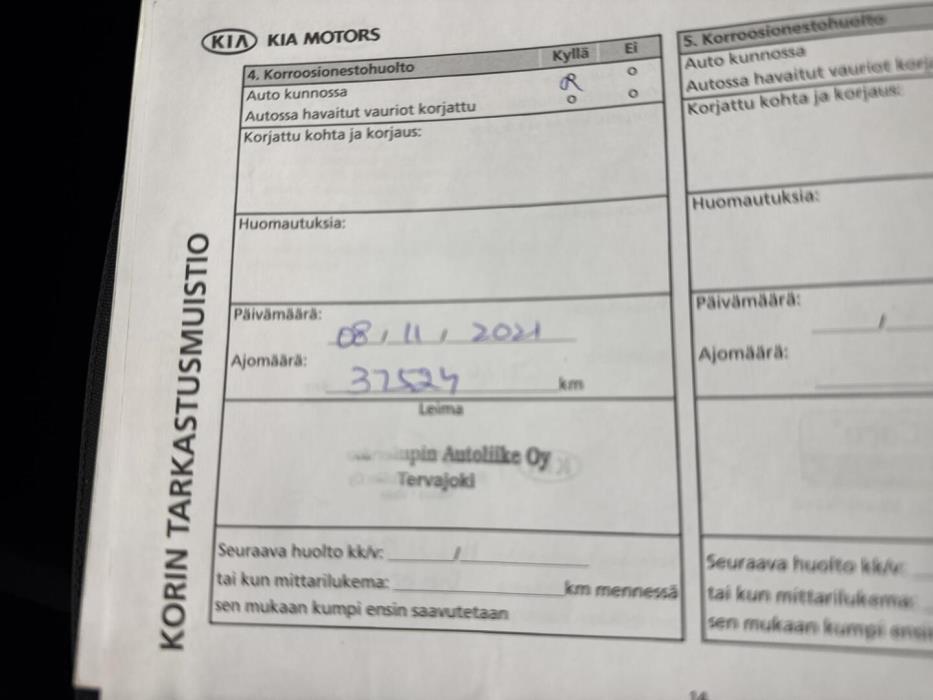 KIA KIA MOTORS
KORIN TARKASTUSMUISTIO
4. Korroosionestohuolto Kyllä Ei
Auto kunnossa
Autossa havaitut vauriot korjattu
Korjattu kohta ja korjaus:
Huomautuksia:
Päivämäärä: 08 / 11 / 2021
Ajomäärä: 37524 km
Leima
Autoliike Oy
Tervajoki
Seuraava huolto kk/v: /
tai kun mittarilukema: km mennessä
sen mukaan kumpi ensin saavutetaan
5. Korroosionestohuolto
Auto kunnossa
Autossa havaitut vauriot
Korjattu kohta ja korjaus:
Huomautuksia:
Päivämäärä: /
Ajomäärä:
Seuraava huolto kk/v:
tai kun mittarilukema:
sen mukaan kumpi
14